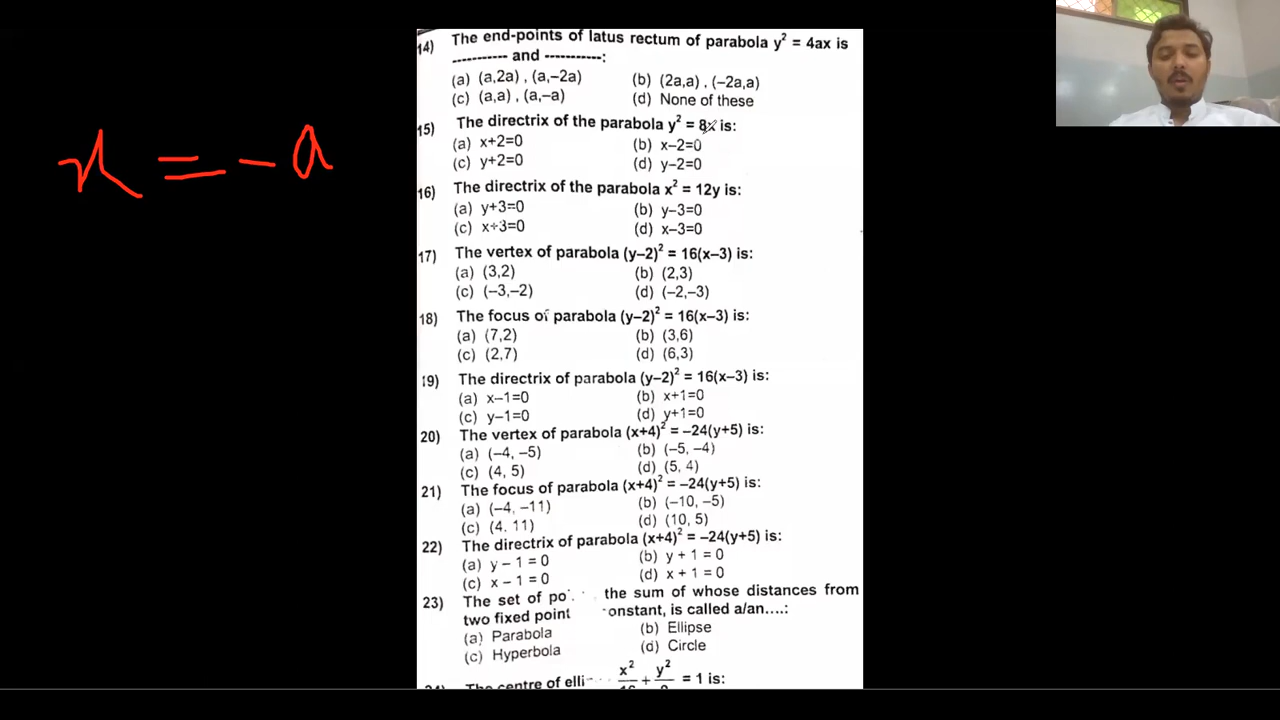 x = - a
14) The end-points of latus rectum of parabola y² = 4ax is
----------- and -----------:
(a) (a,2a) , (a,–2a) (b) (2a,a) , (–2a,a)
(c) (a,a) , (a,–a) (d) None of these
15) The directrix of the parabola y² = 8x is:
(a) x+2=0 (b) x–2=0
(c) y+2=0 (d) y–2=0
16) The directrix of the parabola x² = 12y is:
(a) y+3=0 (b) y–3=0
(c) x+3=0 (d) x–3=0
17) The vertex of parabola (y–2)² = 16(x–3) is:
(a) (3,2) (b) (2,3)
(c) (–3,–2) (d) (–2,–3)
18) The focus of parabola (y–2)² = 16(x–3) is:
(a) (7,2) (b) (3,6)
(c) (2,7) (d) (6,3)
19) The directrix of parabola (y–2)² = 16(x–3) is:
(a) x–1=0 (b) x+1=0
(c) y–1=0 (d) y+1=0
20) The vertex of parabola (x+4)² = –24(y+5) is:
(a) (–4, –5) (b) (–5, –4)
(c) (4, 5) (d) (5, 4)
21) The focus of parabola (x+4)² = –24(y+5) is:
(a) (–4, –11) (b) (–10, –5)
(c) (4. 11) (d) (10, 5)
22) The directrix of parabola (x+4)² = –24(y+5) is:
(a) y – 1 = 0 (b) y + 1 = 0
(c) x – 1 = 0 (d) x + 1 = 0
23) The set of the sum of whose distances from
two fixed point is called a/an....:
(a) Parabola (b) Ellipse
(c) Hyperbola (d) Circle
The centre of x² + y² = 1 is: